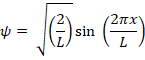 ψ = √(2/L) sin (2πx/L)